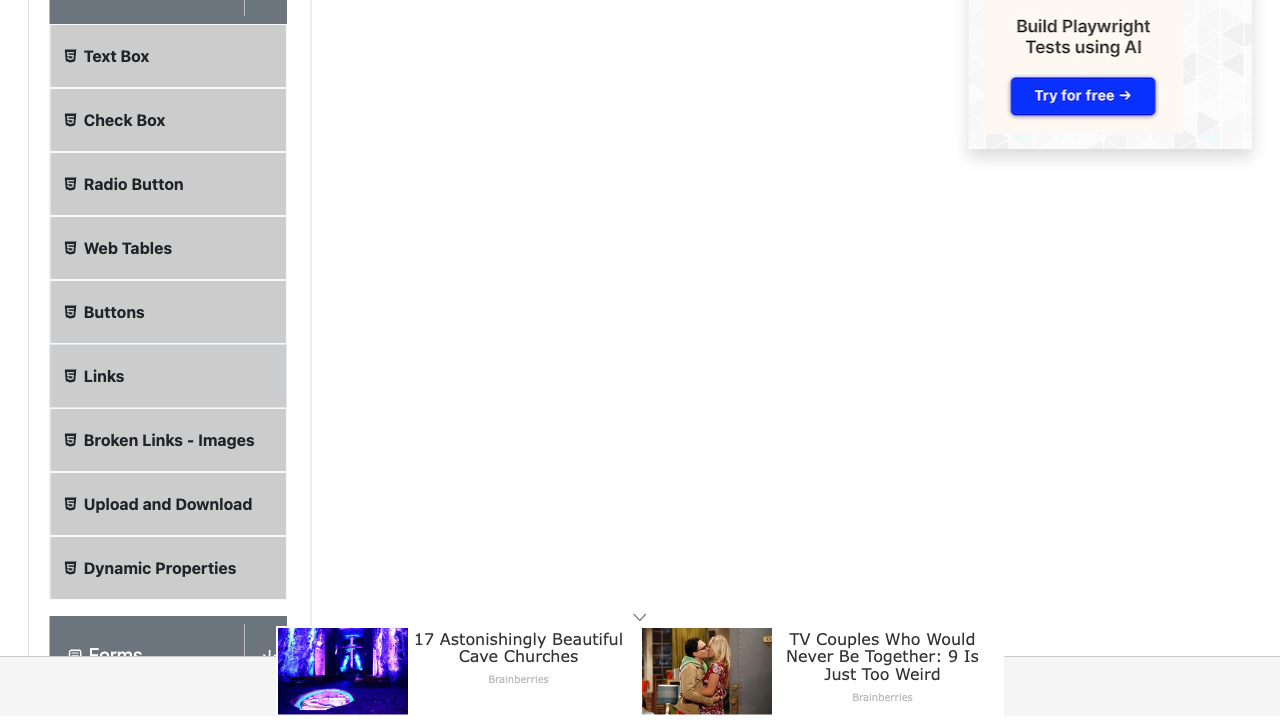 Text Box
Check Box
Radio Button
Web Tables
Buttons
Links
Broken Links - Images
Upload and Download
Dynamic Properties
Forms
Build Playwright
Tests using AI
Try for free →
17 Astonishingly Beautiful
Cave Churches
Brainberries
TV Couples Who Would
Never Be Together: 9 Is
Just Too Weird
Brainberries